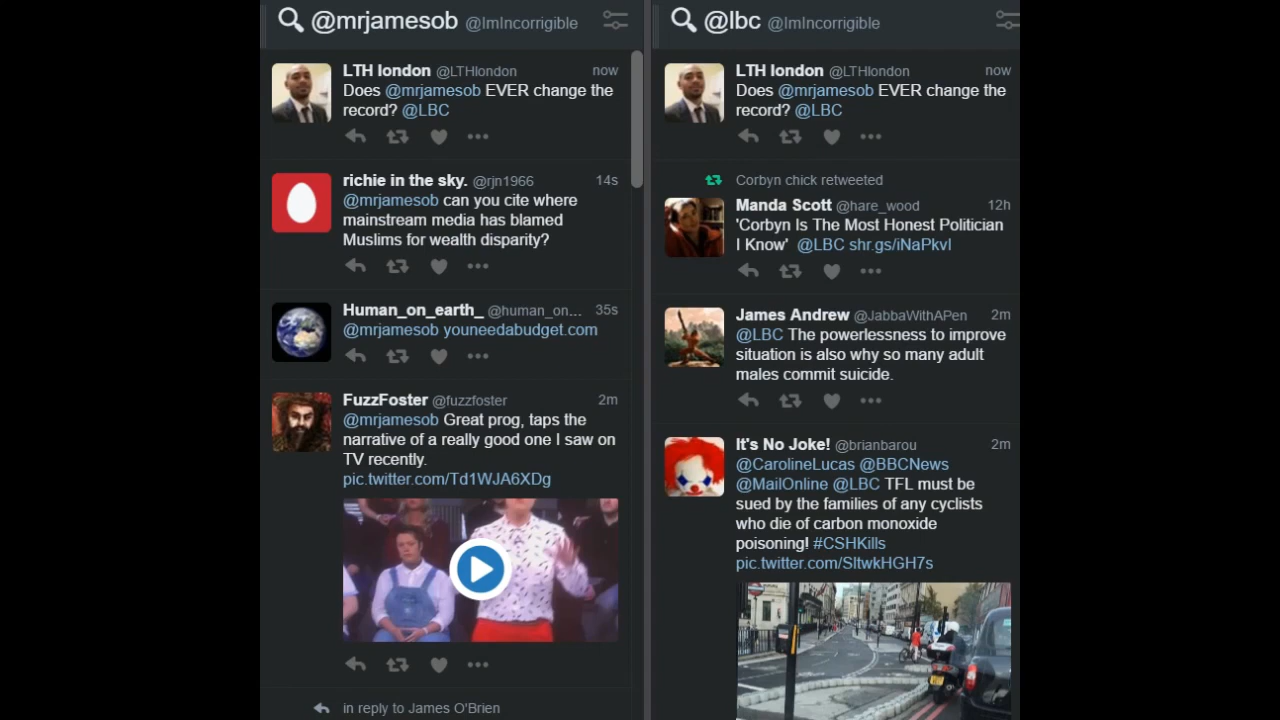 @mrjamesob @ImIncorrigible
LTH london @LTHlondon now
Does @mrjamesob EVER change the
record? @LBC
richie in the sky. @rjn1966 14s
@mrjamesob can you cite where
mainstream media has blamed
Muslims for wealth disparity?
Human_on_earth_ @human_on... 35s
@mrjamesob youneedabudget.com
FuzzFoster @fuzzfoster 2m
@mrjamesob Great prog, taps the
narrative of a really good one I saw on
TV recently.
pic.twitter.com/Td1WJA6XDg
in reply to James O'Brien
@lbc @ImIncorrigible
LTH london @LTHlondon now
Does @mrjamesob EVER change the
record? @LBC
Corbyn chick retweeted
Manda Scott @hare_wood 12h
'Corbyn Is The Most Honest Politician
I Know' @LBC shr.gs/iNaPkvI
James Andrew @JabbaWithAPen 2m
@LBC The powerlessness to improve
situation is also why so many adult
males commit suicide.
It's No Joke! @brianbarou 2m
@CarolineLucas @BBCNews
@MailOnline @LBC TFL must be
sued by the families of any cyclists
who die of carbon monoxide
poisoning! #CSHKills
pic.twitter.com/SltwkHGH7s